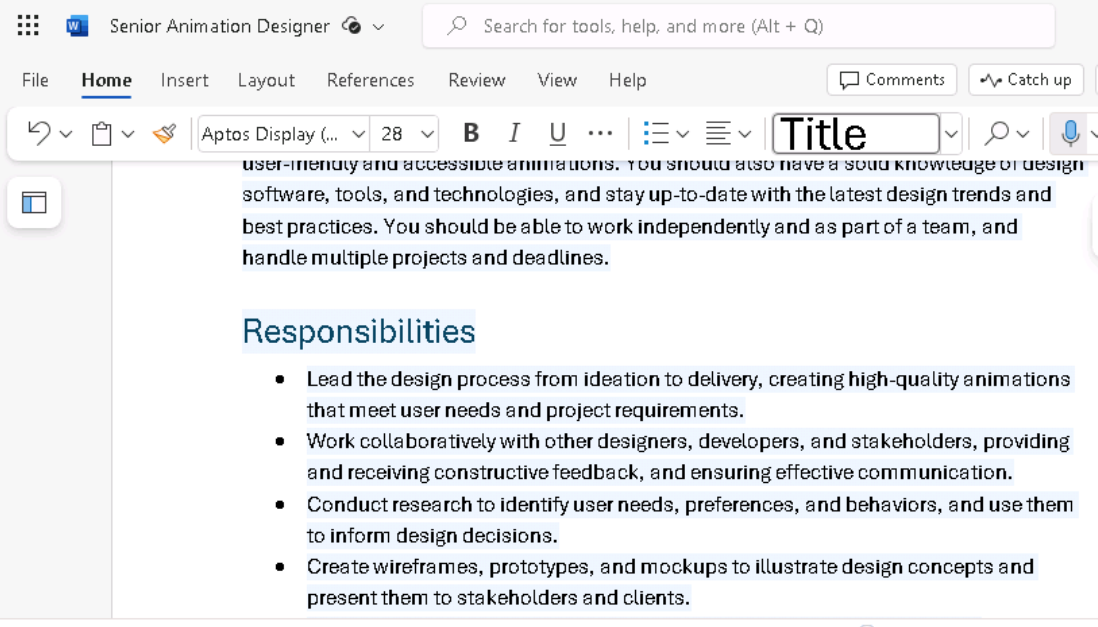 Senior Animation Designer
Search for tools, help, and more (Alt + Q)
File Home Insert Layout References Review View Help Comments Catch up
Aptos Display (... 28 B I U ... Title
user-friendly and accessible animations. You should also have a solid knowledge of design
software, tools, and technologies, and stay up-to-date with the latest design trends and
best practices. You should be able to work independently and as part of a team, and
handle multiple projects and deadlines.
Responsibilities
• Lead the design process from ideation to delivery, creating high-quality animations
that meet user needs and project requirements.
• Work collaboratively with other designers, developers, and stakeholders, providing
and receiving constructive feedback, and ensuring effective communication.
• Conduct research to identify user needs, preferences, and behaviors, and use them
to inform design decisions.
• Create wireframes, prototypes, and mockups to illustrate design concepts and
present them to stakeholders and clients.